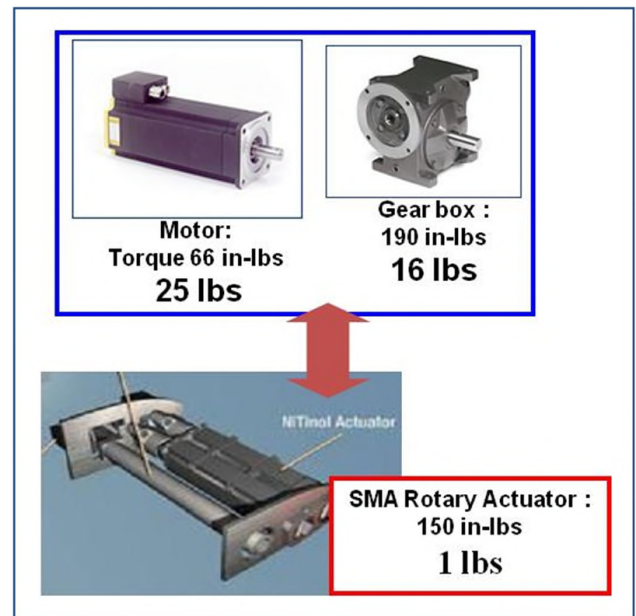 Motor:
Torque 66 in-lbs
25 lbs
Gear box :
190 in-lbs
16 lbs
NiTinol Actuator
SMA Rotary Actuator :
150 in-lbs
1 lbs